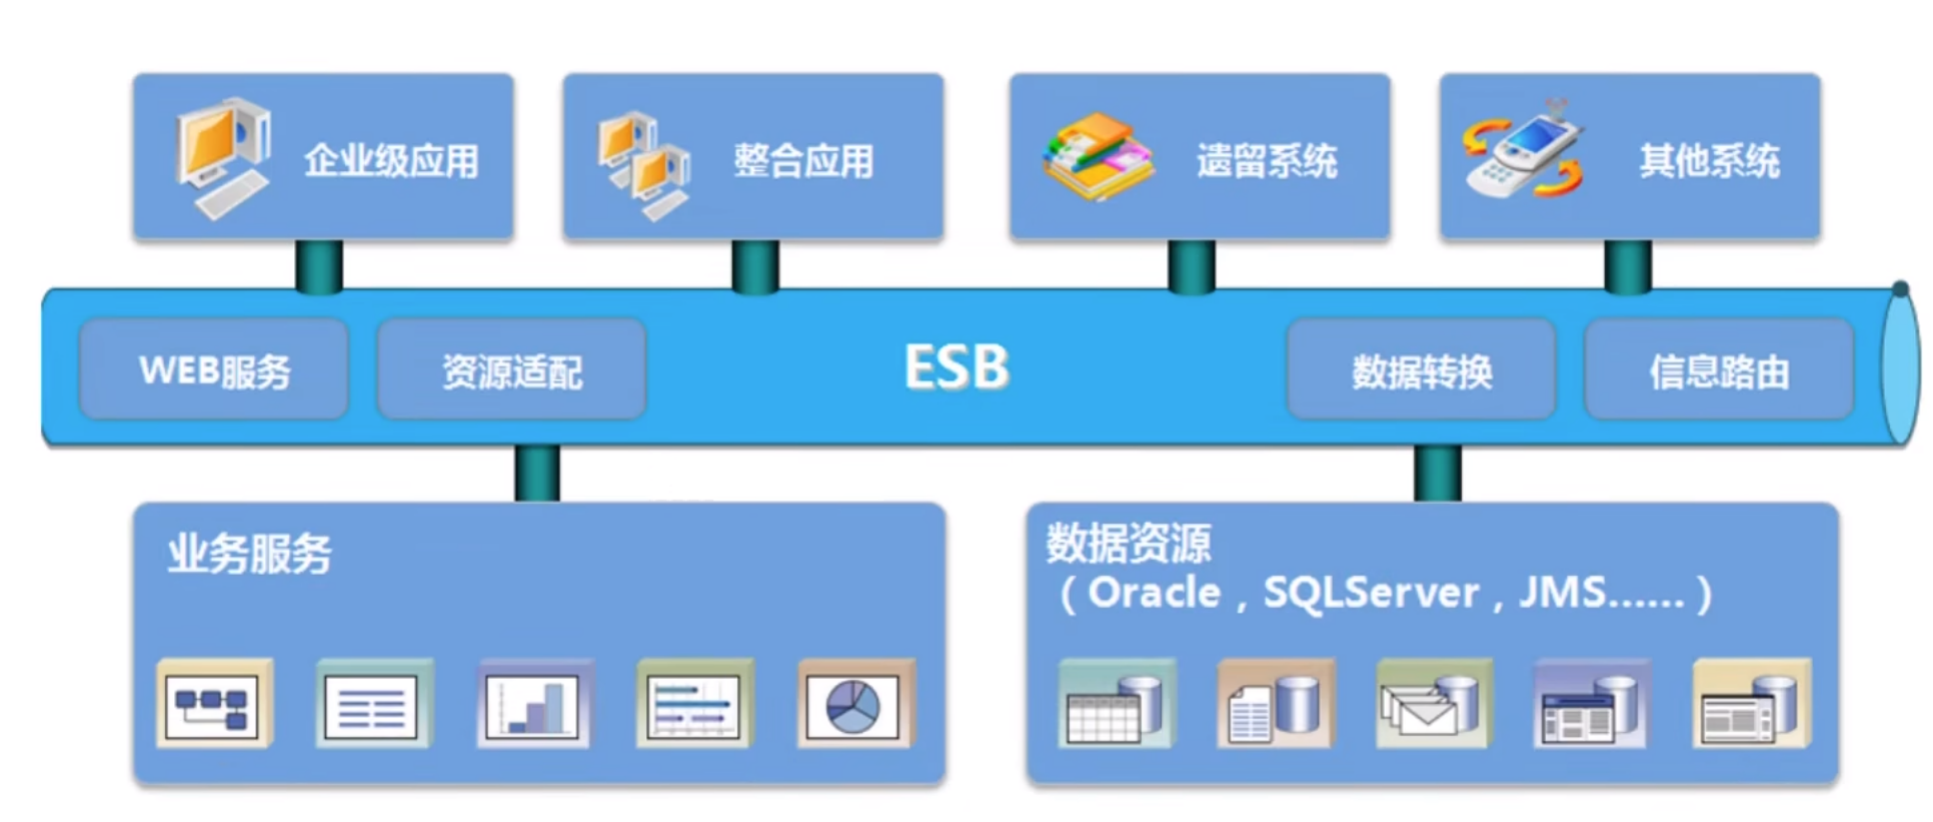 企业级应用
整合应用
遗留系统
其他系统
WEB服务
资源适配
ESB
数据转换
信息路由
业务服务
数据资源
（Oracle，SQLServer，JMS......）